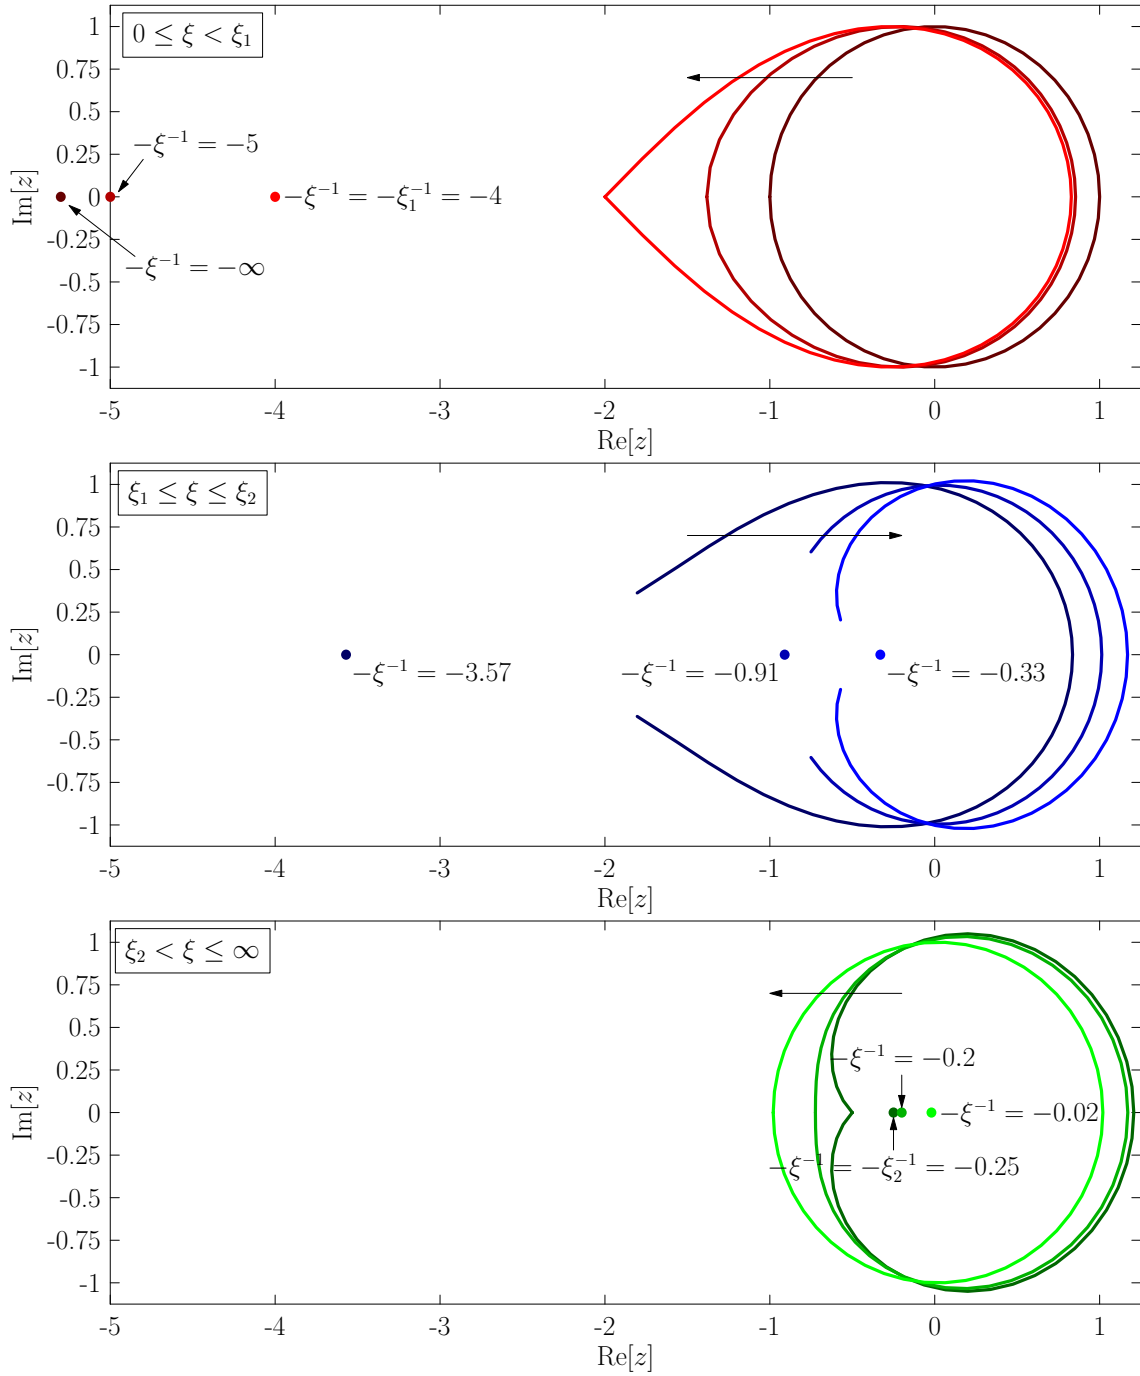 0 ≤ ξ < ξ₁
1
0.75
0.5
0.25
0
-0.25
-0.5
-0.75
-1
Im[z]
−ξ⁻¹ = −5
−ξ⁻¹ = −ξ₁⁻¹ = −4
−ξ⁻¹ = −∞
-5 -4 -3 -2 -1 0 1
Re[z]
ξ₁ ≤ ξ ≤ ξ₂
1
0.75
0.5
0.25
0
-0.25
-0.5
-0.75
-1
Im[z]
−ξ⁻¹ = −3.57
−ξ⁻¹ = −0.91
−ξ⁻¹ = −0.33
-5 -4 -3 -2 -1 0 1
Re[z]
ξ₂ < ξ ≤ ∞
1
0.75
0.5
0.25
0
-0.25
-0.5
-0.75
-1
Im[z]
−ξ⁻¹ = −0.2
−ξ⁻¹ = −0.02
−ξ⁻¹ = −ξ₂⁻¹ = −0.25
-5 -4 -3 -2 -1 0 1
Re[z]